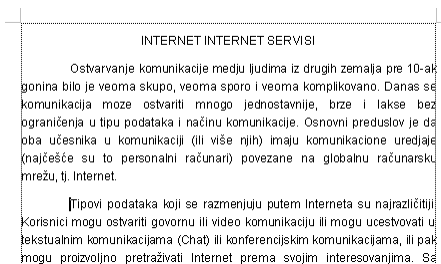 INTERNET INTERNET SERVISI
Ostvarvanje komunikacije medju ljudima iz drugih zemalja pre 10-ak
gonina bilo je veoma skupo, veoma sporo i veoma komplikovano. Danas se
komunikacija moze ostvariti mnogo jednostavnije, brze i lakse bez
ograničenja u tipu podataka i načinu komunikacije. Osnovni preduslov je da
oba učesnika u komunikaciji (ili više njih) imaju komunikacione uredjaje
(najčešće su to personalni računari) povezane na globalnu računarsku
mrežu, tj. Internet.
Tipovi podataka koji se razmenjuju putem Interneta su najrazličitiji.
Korisnici mogu ostvariti govornu ili video komunikaciju ili mogu ucestvovati u
tekstualnim komunikacijama (Chat) ili konferencijskim komunikacijama, ili pak
mogu proizvoljno pretraživati Internet prema svojim interesovanjima. Sa